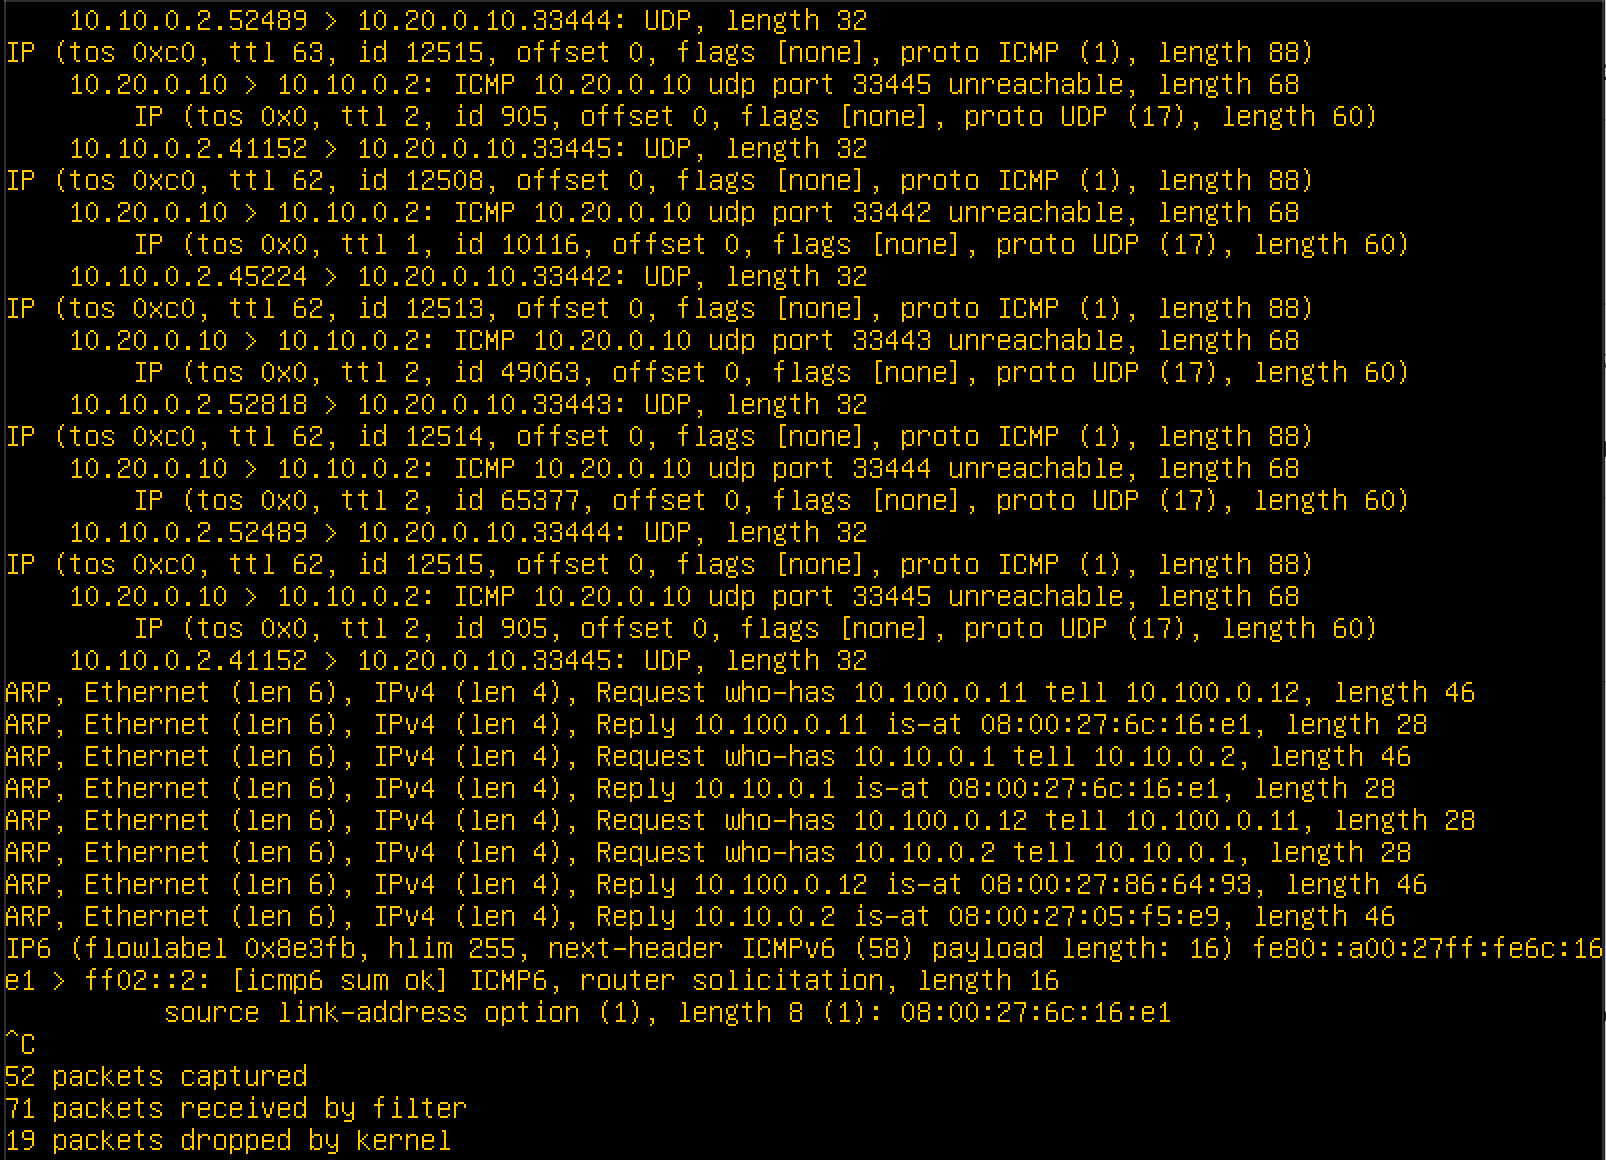 10.10.0.2.52489 > 10.20.0.10.33444: UDP, length 32
IP (tos 0xc0, ttl 63, id 12515, offset 0, flags [none], proto ICMP (1), length 88)
10.20.0.10 > 10.10.0.2: ICMP 10.20.0.10 udp port 33445 unreachable, length 68
IP (tos 0x0, ttl 2, id 905, offset 0, flags [none], proto UDP (17), length 60)
10.10.0.2.41152 > 10.20.0.10.33445: UDP, length 32
IP (tos 0xc0, ttl 62, id 12508, offset 0, flags [none], proto ICMP (1), length 88)
10.20.0.10 > 10.10.0.2: ICMP 10.20.0.10 udp port 33442 unreachable, length 68
IP (tos 0x0, ttl 1, id 10116, offset 0, flags [none], proto UDP (17), length 60)
10.10.0.2.45224 > 10.20.0.10.33442: UDP, length 32
IP (tos 0xc0, ttl 62, id 12513, offset 0, flags [none], proto ICMP (1), length 88)
10.20.0.10 > 10.10.0.2: ICMP 10.20.0.10 udp port 33443 unreachable, length 68
IP (tos 0x0, ttl 2, id 49063, offset 0, flags [none], proto UDP (17), length 60)
10.10.0.2.52818 > 10.20.0.10.33443: UDP, length 32
IP (tos 0xc0, ttl 62, id 12514, offset 0, flags [none], proto ICMP (1), length 88)
10.20.0.10 > 10.10.0.2: ICMP 10.20.0.10 udp port 33444 unreachable, length 68
IP (tos 0x0, ttl 2, id 65377, offset 0, flags [none], proto UDP (17), length 60)
10.10.0.2.52489 > 10.20.0.10.33444: UDP, length 32
IP (tos 0xc0, ttl 62, id 12515, offset 0, flags [none], proto ICMP (1), length 88)
10.20.0.10 > 10.10.0.2: ICMP 10.20.0.10 udp port 33445 unreachable, length 68
IP (tos 0x0, ttl 2, id 905, offset 0, flags [none], proto UDP (17), length 60)
10.10.0.2.41152 > 10.20.0.10.33445: UDP, length 32
ARP, Ethernet (len 6), IPv4 (len 4), Request who-has 10.100.0.11 tell 10.100.0.12, length 46
ARP, Ethernet (len 6), IPv4 (len 4), Reply 10.100.0.11 is-at 08:00:27:6c:16:e1, length 28
ARP, Ethernet (len 6), IPv4 (len 4), Request who-has 10.10.0.1 tell 10.10.0.2, length 46
ARP, Ethernet (len 6), IPv4 (len 4), Reply 10.10.0.1 is-at 08:00:27:6c:16:e1, length 28
ARP, Ethernet (len 6), IPv4 (len 4), Request who-has 10.100.0.12 tell 10.100.0.11, length 28
ARP, Ethernet (len 6), IPv4 (len 4), Request who-has 10.10.0.2 tell 10.10.0.1, length 28
ARP, Ethernet (len 6), IPv4 (len 4), Reply 10.100.0.12 is-at 08:00:27:86:64:93, length 46
ARP, Ethernet (len 6), IPv4 (len 4), Reply 10.10.0.2 is-at 08:00:27:05:f5:e9, length 46
IP6 (flowlabel 0x8e3fb, hlim 255, next-header ICMPv6 (58) payload length: 16) fe80::a00:27ff:fe6c:16
e1 > ff02::2: [icmp6 sum ok] ICMP6, router solicitation, length 16
source link-address option (1), length 8 (1): 08:00:27:6c:16:e1
^C
52 packets captured
71 packets received by filter
19 packets dropped by kernel